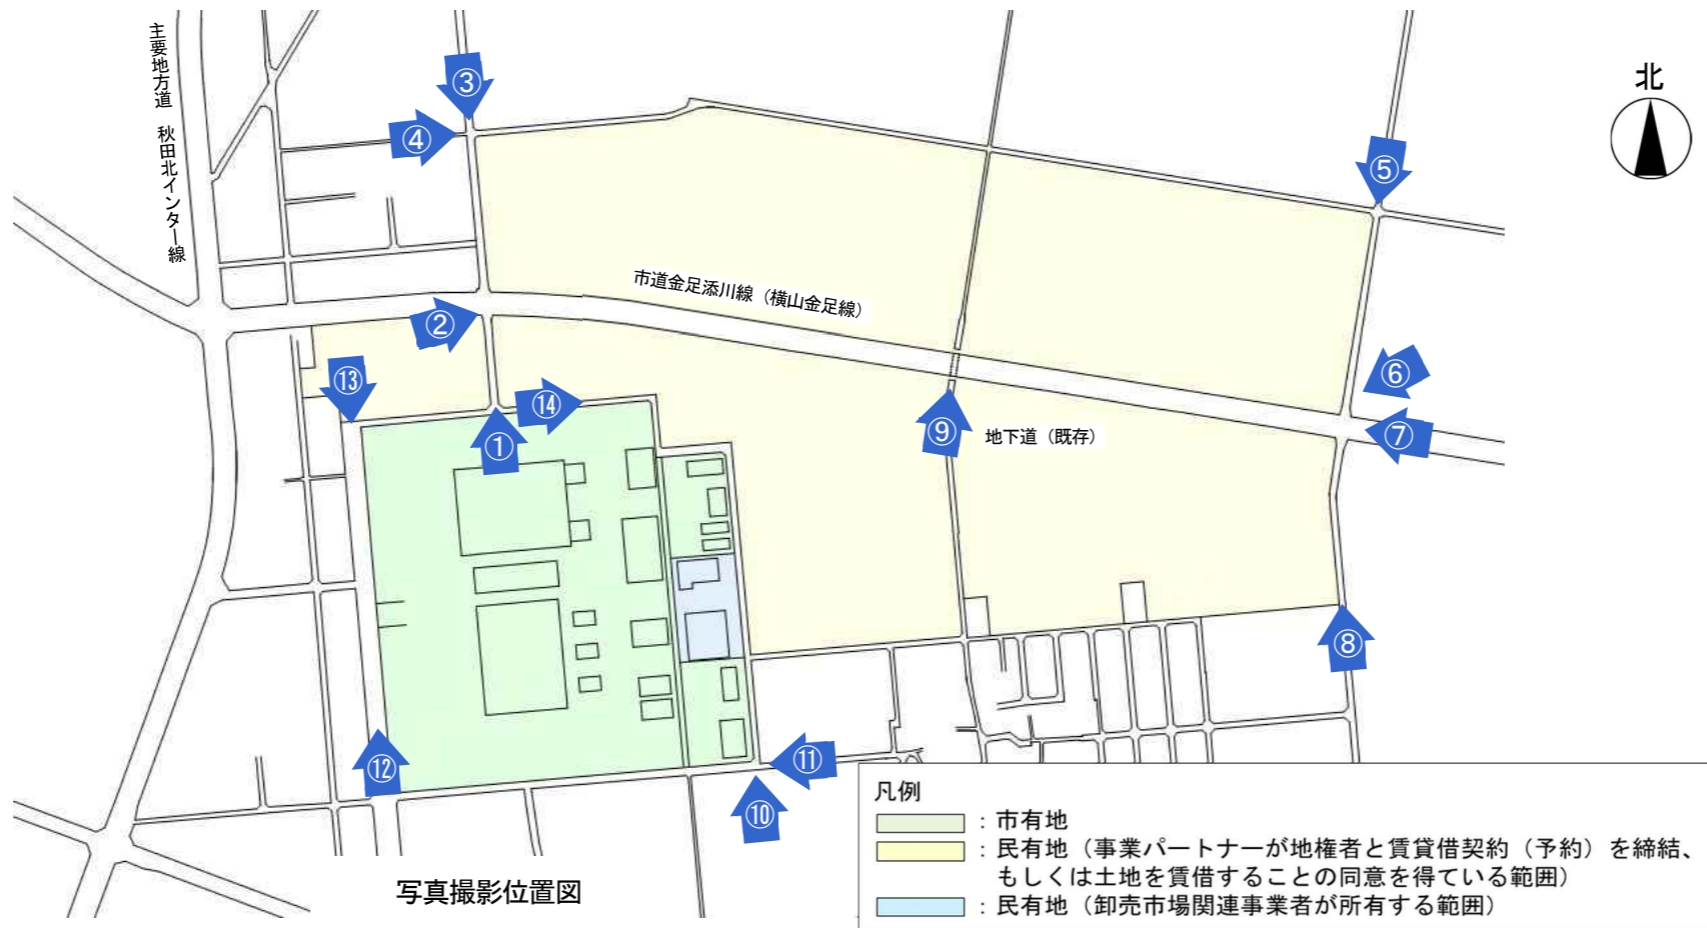 主要地方道 秋田北インター線
③
④
北
⑤
市道金足添川線（横山金足線）
②
⑬
⑭
①
⑨
地下道（既存）
⑥
⑦
⑧
⑫
⑪
⑩
写真撮影位置図
凡例
：市有地
：民有地（事業パートナーが地権者と賃貸借契約（予約）を締結、
もしくは土地を賃借することの同意を得ている範囲）
：民有地（卸売市場関連事業者が所有する範囲）